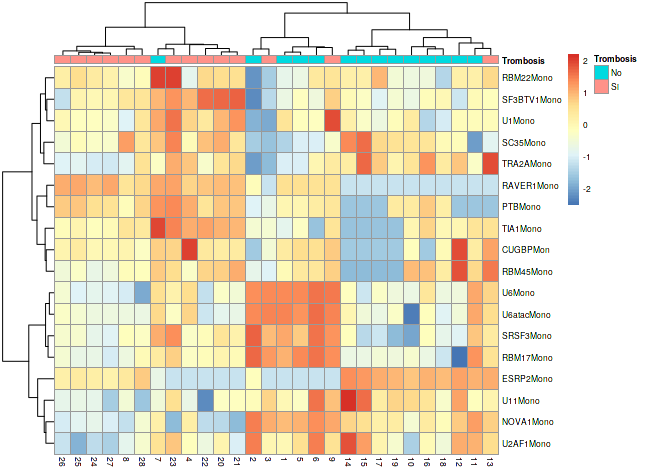 Trombosis
RBM22Mono
SF3BTV1Mono
U1Mono
SC35Mono
TRA2AMono
RAVER1Mono
PTBMono
TIA1Mono
CUGBPMon
RBM45Mono
U6Mono
U6atacMono
SRSF3Mono
RBM17Mono
ESRP2Mono
U11Mono
NOVA1Mono
U2AF1Mono
26 25 24 27 8 28 7 23 4 22 20 21 2 3 1 5 6 9 14 15 17 19 10 16 18 12 11 13
2
1
0
-1
-2
Trombosis
No
SI